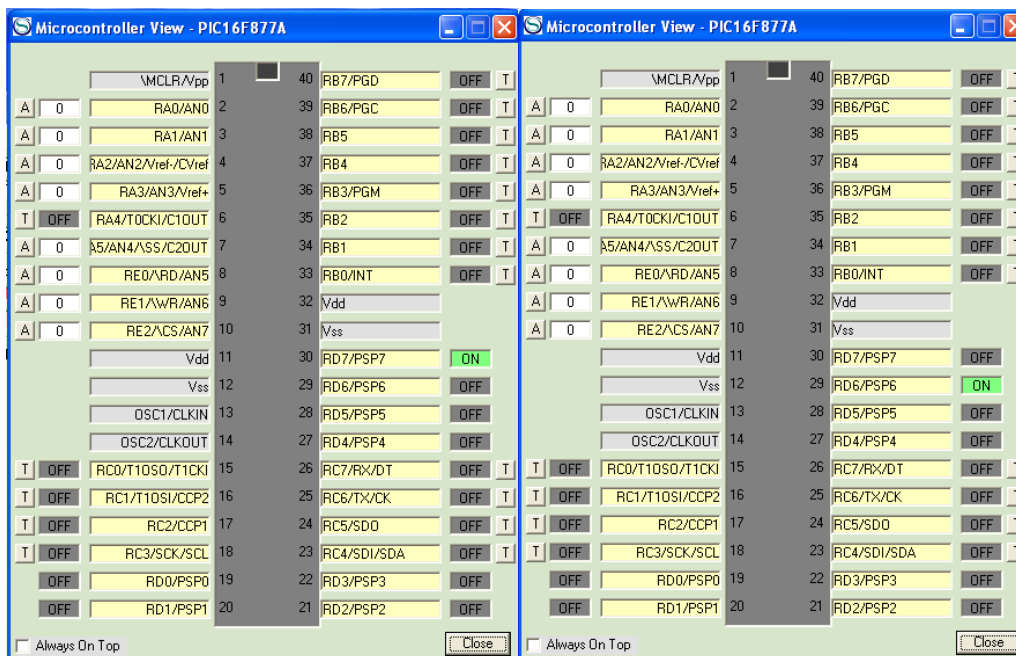 Microcontroller View - PIC16F877A
\MCLR/Vpp 1 40 RB7/PGD OFF T
A 0 RA0/AN0 2 39 RB6/PGC OFF T
A 0 RA1/AN1 3 38 RB5 OFF T
A 0 RA2/AN2/Vref-/CVref 4 37 RB4 OFF T
A 0 RA3/AN3/Vref+ 5 36 RB3/PGM OFF T
T OFF RA4/T0CKI/C1OUT 6 35 RB2 OFF T
A 0 A5/AN4/\SS/C2OUT 7 34 RB1 OFF T
A 0 RE0/\RD/AN5 8 33 RB0/INT OFF T
A 0 RE1/\WR/AN6 9 32 Vdd
A 0 RE2/\CS/AN7 10 31 Vss
Vdd 11 30 RD7/PSP7 ON
Vss 12 29 RD6/PSP6 OFF
OSC1/CLKIN 13 28 RD5/PSP5 OFF
OSC2/CLKOUT 14 27 RD4/PSP4 OFF
T OFF RC0/T1OSO/T1CKI 15 26 RC7/RX/DT OFF T
T OFF RC1/T1OSI/CCP2 16 25 RC6/TX/CK OFF T
T OFF RC2/CCP1 17 24 RC5/SDO OFF T
T OFF RC3/SCK/SCL 18 23 RC4/SDI/SDA OFF T
OFF RD0/PSP0 19 22 RD3/PSP3 OFF
OFF RD1/PSP1 20 21 RD2/PSP2 OFF
Always On Top Close
Microcontroller View - PIC16F877A
\MCLR/Vpp 1 40 RB7/PGD OFF T
A 0 RA0/AN0 2 39 RB6/PGC OFF T
A 0 RA1/AN1 3 38 RB5 OFF T
A 0 RA2/AN2/Vref-/CVref 4 37 RB4 OFF T
A 0 RA3/AN3/Vref+ 5 36 RB3/PGM OFF T
T OFF RA4/T0CKI/C1OUT 6 35 RB2 OFF T
A 0 A5/AN4/\SS/C2OUT 7 34 RB1 OFF T
A 0 RE0/\RD/AN5 8 33 RB0/INT OFF T
A 0 RE1/\WR/AN6 9 32 Vdd
A 0 RE2/\CS/AN7 10 31 Vss
Vdd 11 30 RD7/PSP7 OFF
Vss 12 29 RD6/PSP6 ON
OSC1/CLKIN 13 28 RD5/PSP5 OFF
OSC2/CLKOUT 14 27 RD4/PSP4 OFF
T OFF RC0/T1OSO/T1CKI 15 26 RC7/RX/DT OFF T
T OFF RC1/T1OSI/CCP2 16 25 RC6/TX/CK OFF T
T OFF RC2/CCP1 17 24 RC5/SDO OFF T
T OFF RC3/SCK/SCL 18 23 RC4/SDI/SDA OFF T
OFF RD0/PSP0 19 22 RD3/PSP3 OFF
OFF RD1/PSP1 20 21 RD2/PSP2 OFF
Always On Top Close